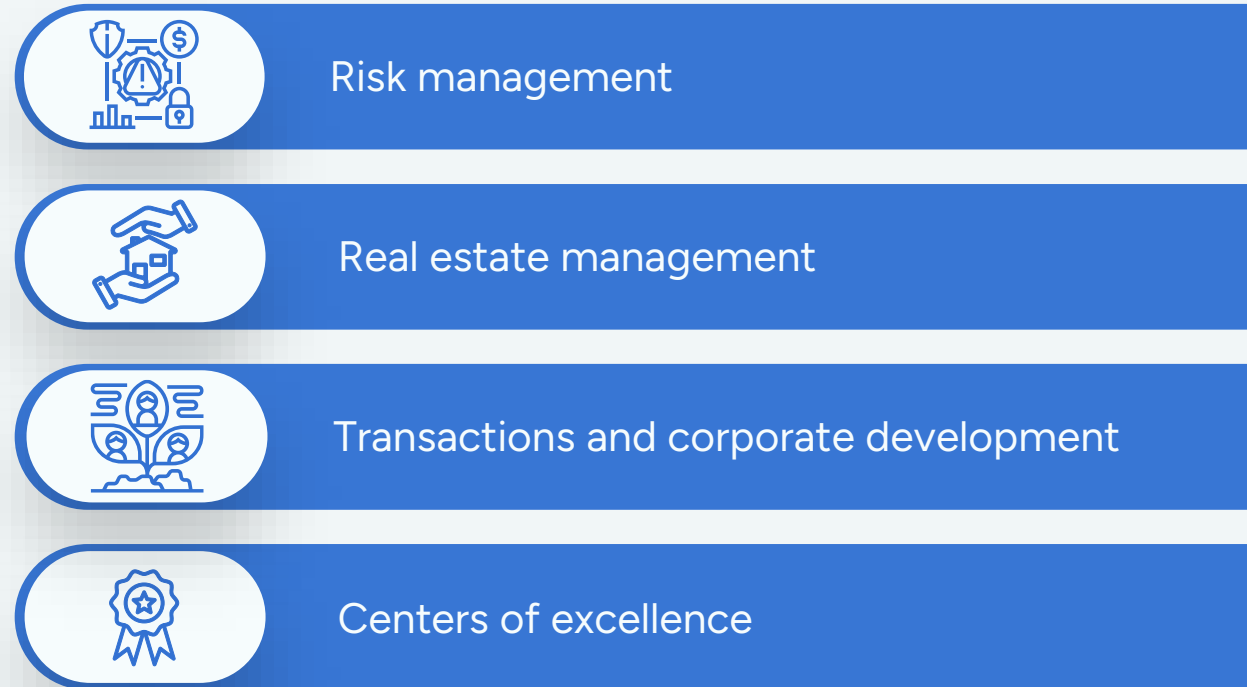 Risk management
Real estate management
Transactions and corporate development
Centers of excellence